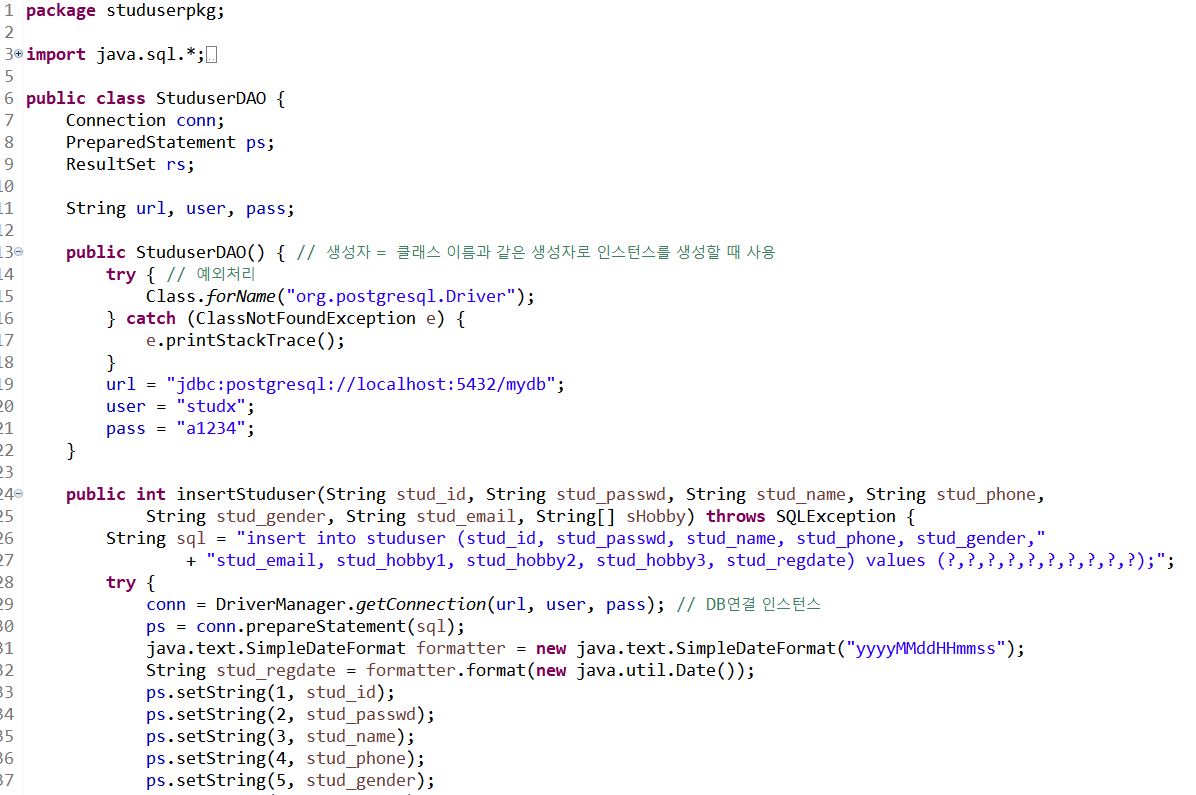 1 package studuserpkg;
2
3 import java.sql.*;
5
6 public class StuduserDAO {
7 Connection conn;
8 PreparedStatement ps;
9 ResultSet rs;
10
11 String url, user, pass;
12
13 public StuduserDAO() { // 생성자 = 클래스 이름과 같은 생성자로 인스턴스를 생성할 때 사용
14 try { // 예외처리
15 Class.forName("org.postgresql.Driver");
16 } catch (ClassNotFoundException e) {
17 e.printStackTrace();
18 }
19 url = "jdbc:postgresql://localhost:5432/mydb";
20 user = "studx";
21 pass = "a1234";
22 }
23
24 public int insertStuduser(String stud_id, String stud_passwd, String stud_name, String stud_phone,
25 String stud_gender, String stud_email, String[] sHobby) throws SQLException {
26 String sql = "insert into studuser (stud_id, stud_passwd, stud_name, stud_phone, stud_gender,"
27 + "stud_email, stud_hobby1, stud_hobby2, stud_hobby3, stud_regdate) values (?,?,?,?,?,?,?,?,?,?);";
28 try {
29 conn = DriverManager.getConnection(url, user, pass); // DB연결 인스턴스
30 ps = conn.prepareStatement(sql);
31 java.text.SimpleDateFormat formatter = new java.text.SimpleDateFormat("yyyyMMddHHmmss");
32 String stud_regdate = formatter.format(new java.util.Date());
33 ps.setString(1, stud_id);
34 ps.setString(2, stud_passwd);
35 ps.setString(3, stud_name);
36 ps.setString(4, stud_phone);
37 ps.setString(5, stud_gender);